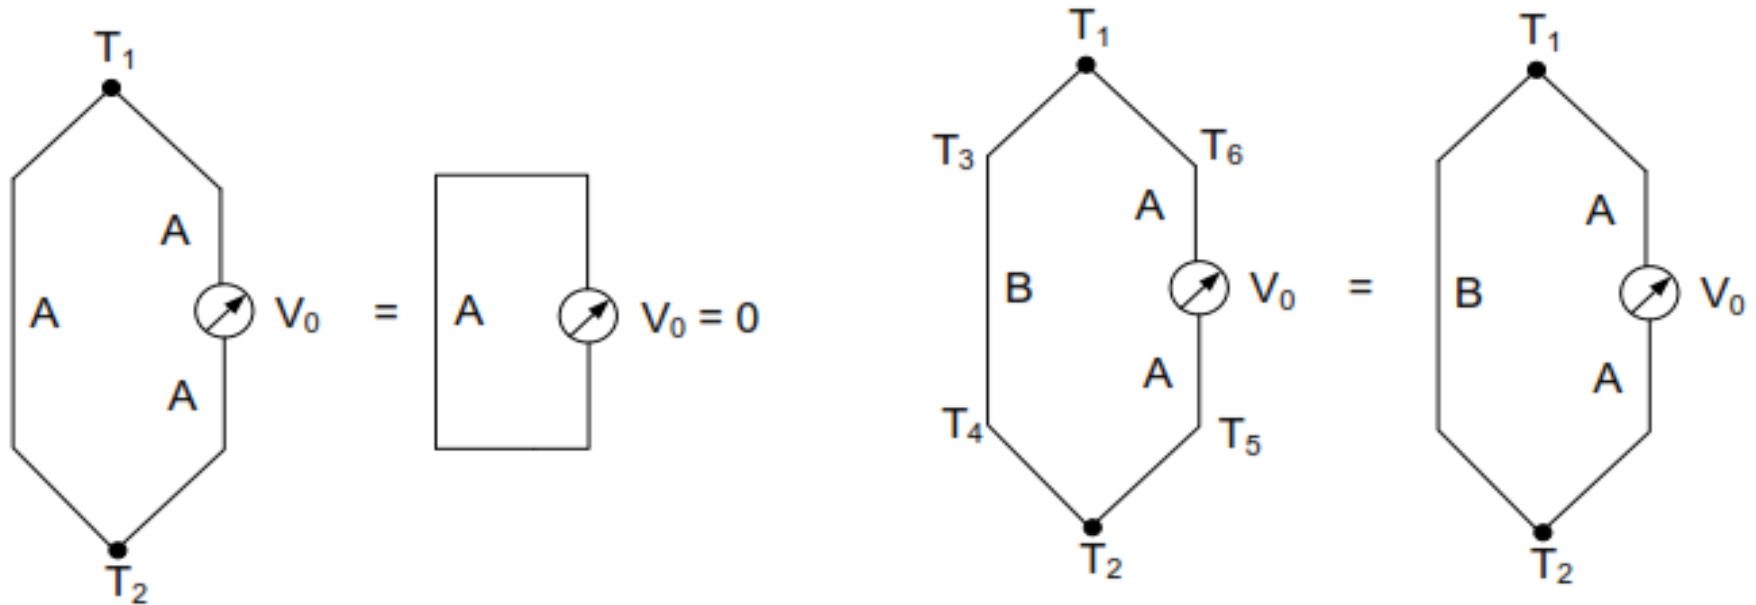 T₁
A
A
V₀
A
T₂
=
A
V₀ = 0
T₁
T₃
T₆
A
B
V₀
A
T₄
T₅
T₂
=
T₁
A
B
V₀
A
T₂